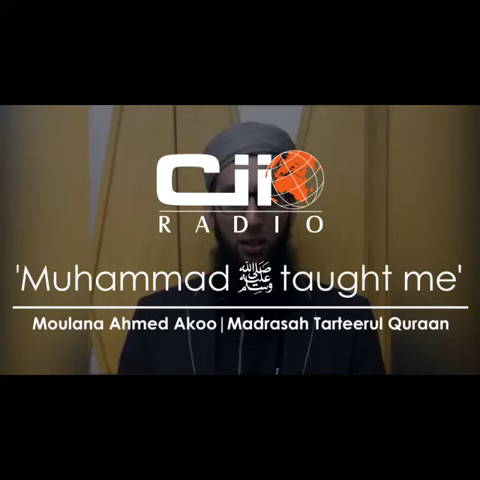 cii
RADIO
'Muhammad ﷺ taught me'
Moulana Ahmed Akoo|Madrasah Tarteerul Quraan